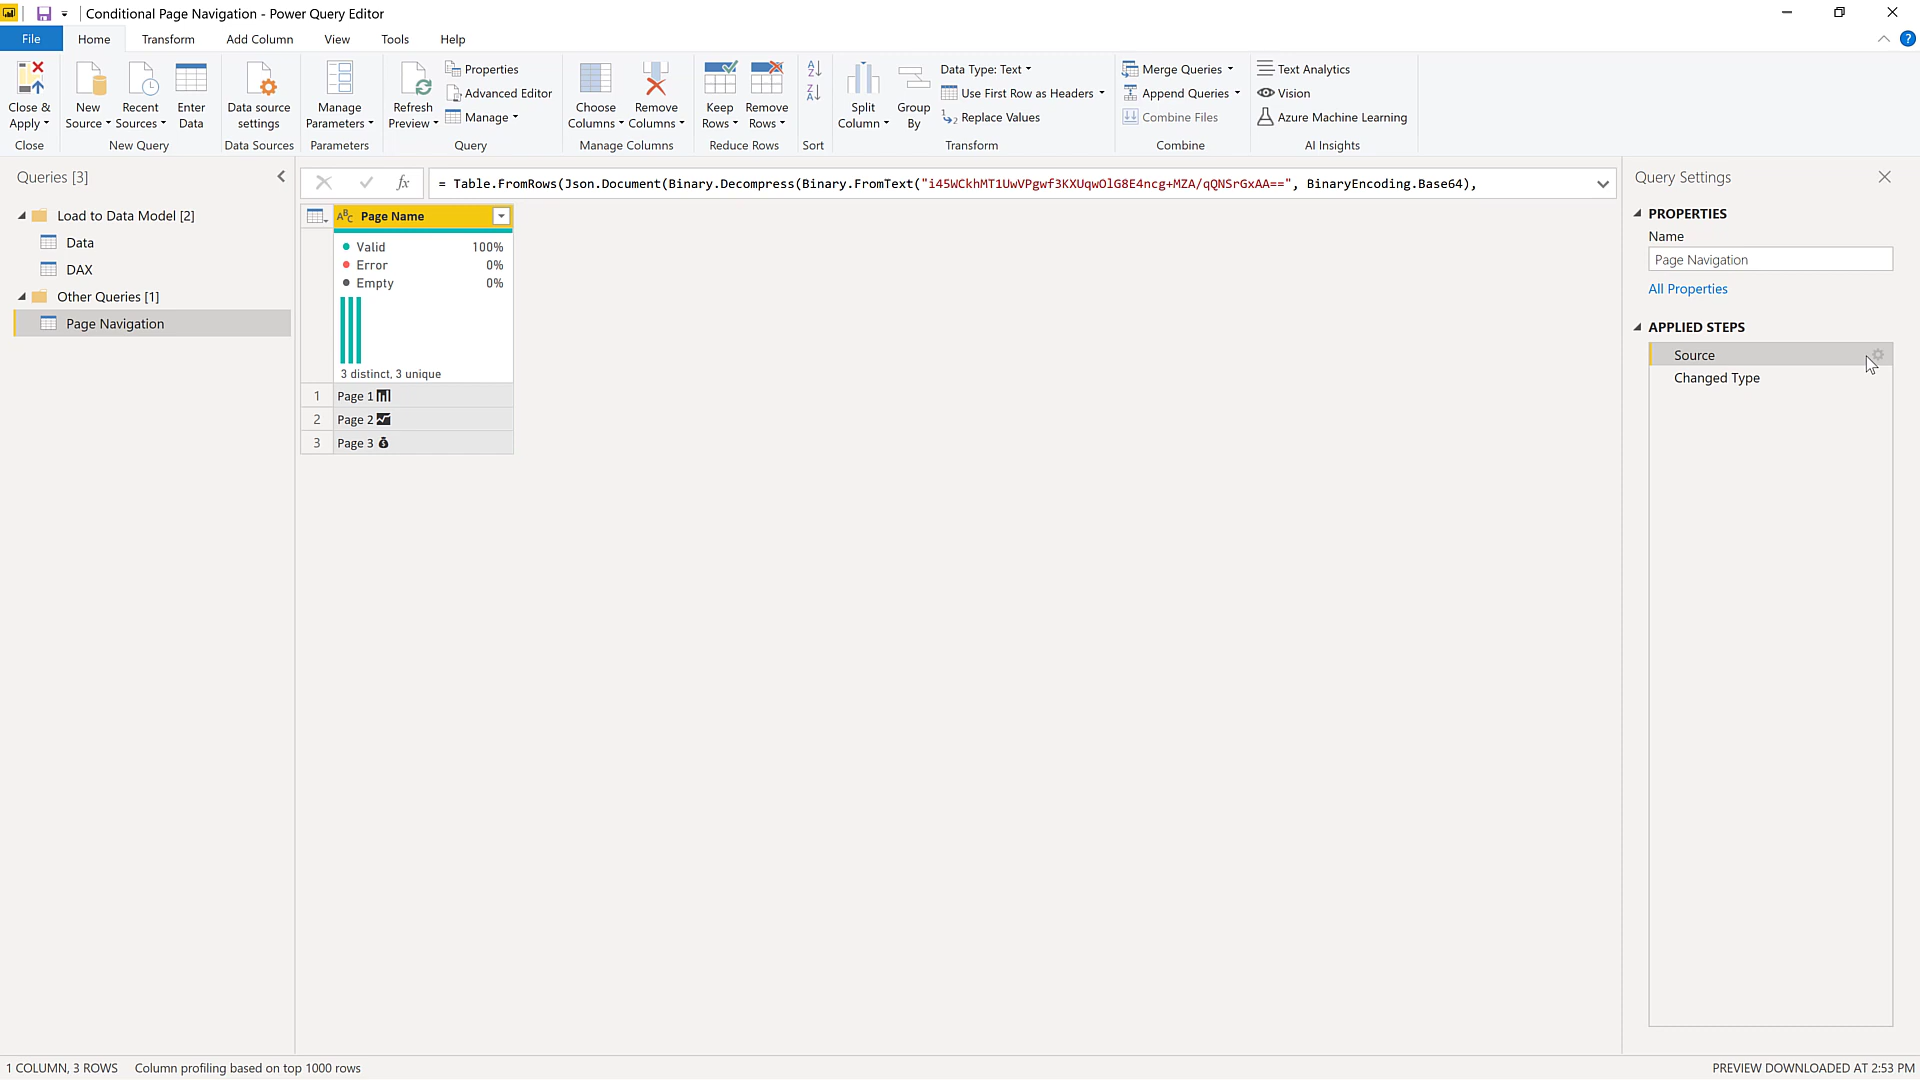 Conditional Page Navigation - Power Query Editor
File Home Transform Add Column View Tools Help
Close & Apply
Close
New Source
Recent Sources
Enter Data
New Query
Data source settings
Data Sources
Manage Parameters
Parameters
Refresh Preview
Properties
Advanced Editor
Manage
Query
Choose Columns
Remove Columns
Manage Columns
Keep Rows
Remove Rows
Reduce Rows
Sort
Split Column
Group By
Data Type: Text
Use First Row as Headers
Replace Values
Transform
Merge Queries
Append Queries
Combine Files
Combine
Text Analytics
Vision
Azure Machine Learning
AI Insights
Queries [3]
Load to Data Model [2]
Data
DAX
Other Queries [1]
Page Navigation
fx = Table.FromRows(Json.Document(Binary.Decompress(Binary.FromText("i45WCkhMT1UwVPgwf3KXUqwOlG8E4ncg+MZA/qQNSrGxAA==", BinaryEncoding.Base64),
ABC Page Name
Valid 100%
Error 0%
Empty 0%
3 distinct, 3 unique
1 Page 1
2 Page 2
3 Page 3
Query Settings
PROPERTIES
Name
Page Navigation
All Properties
APPLIED STEPS
Source
Changed Type
1 COLUMN, 3 ROWS Column profiling based on top 1000 rows
PREVIEW DOWNLOADED AT 2:53 PM